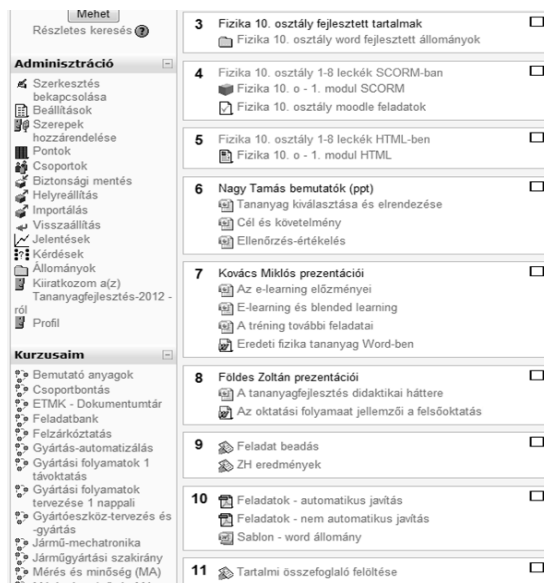 Mehet
Részletes keresés
Adminisztráció
Szerkesztés
bekapcsolása
Beállítások
Szerepek
hozzárendelése
Pontok
Csoportok
Biztonsági mentés
Helyreállítás
Importálás
Visszaállítás
Jelentések
Kérdések
Állományok
Kiiratkozom a(z)
Tananyagfejlesztés-2012 -
ról
Profil
Kurzusaim
Bemutató anyagok
Csoportbontás
ETMK - Dokumentumtár
Feladatbank
Felzárkóztatás
Gyártás-automatizálás
Gyártási folyamatok 1
távoktatás
Gyártási folyamatok
tervezése 1 nappali
Gyártóeszköz-tervezés és
-gyártás
Jármű-mechatronika
Járműgyártási szakirány
Mérés és minőség (MA)
3 Fizika 10. osztály fejlesztett tartalmak
Fizika 10. osztály word fejlesztett állományok
4 Fizika 10. osztály 1-8 leckék SCORM-ban
Fizika 10. o - 1. modul SCORM
Fizika 10. osztály moodle feladatok
5 Fizika 10. osztály 1-8 leckék HTML-ben
Fizika 10. o - 1. modul HTML
6 Nagy Tamás bemutatók (ppt)
Tananyag kiválasztása és elrendezése
Cél és követelmény
Ellenőrzés-értékelés
7 Kovács Miklós prezentációi
Az e-learning előzményei
E-learning és blended learning
A tréning további feladatai
Eredeti fizika tananyag Word-ben
8 Földes Zoltán prezentációi
A tananyagfejlesztés didaktikai háttere
Az oktatási folyamaat jellemzői a felsőoktatás
9 Feladat beadás
ZH eredmények
10 Feladatok - automatikus javítás
Feladatok - nem automatikus javítás
Sablon - word állomány
11 Tartalmi összefoglaló felöltése